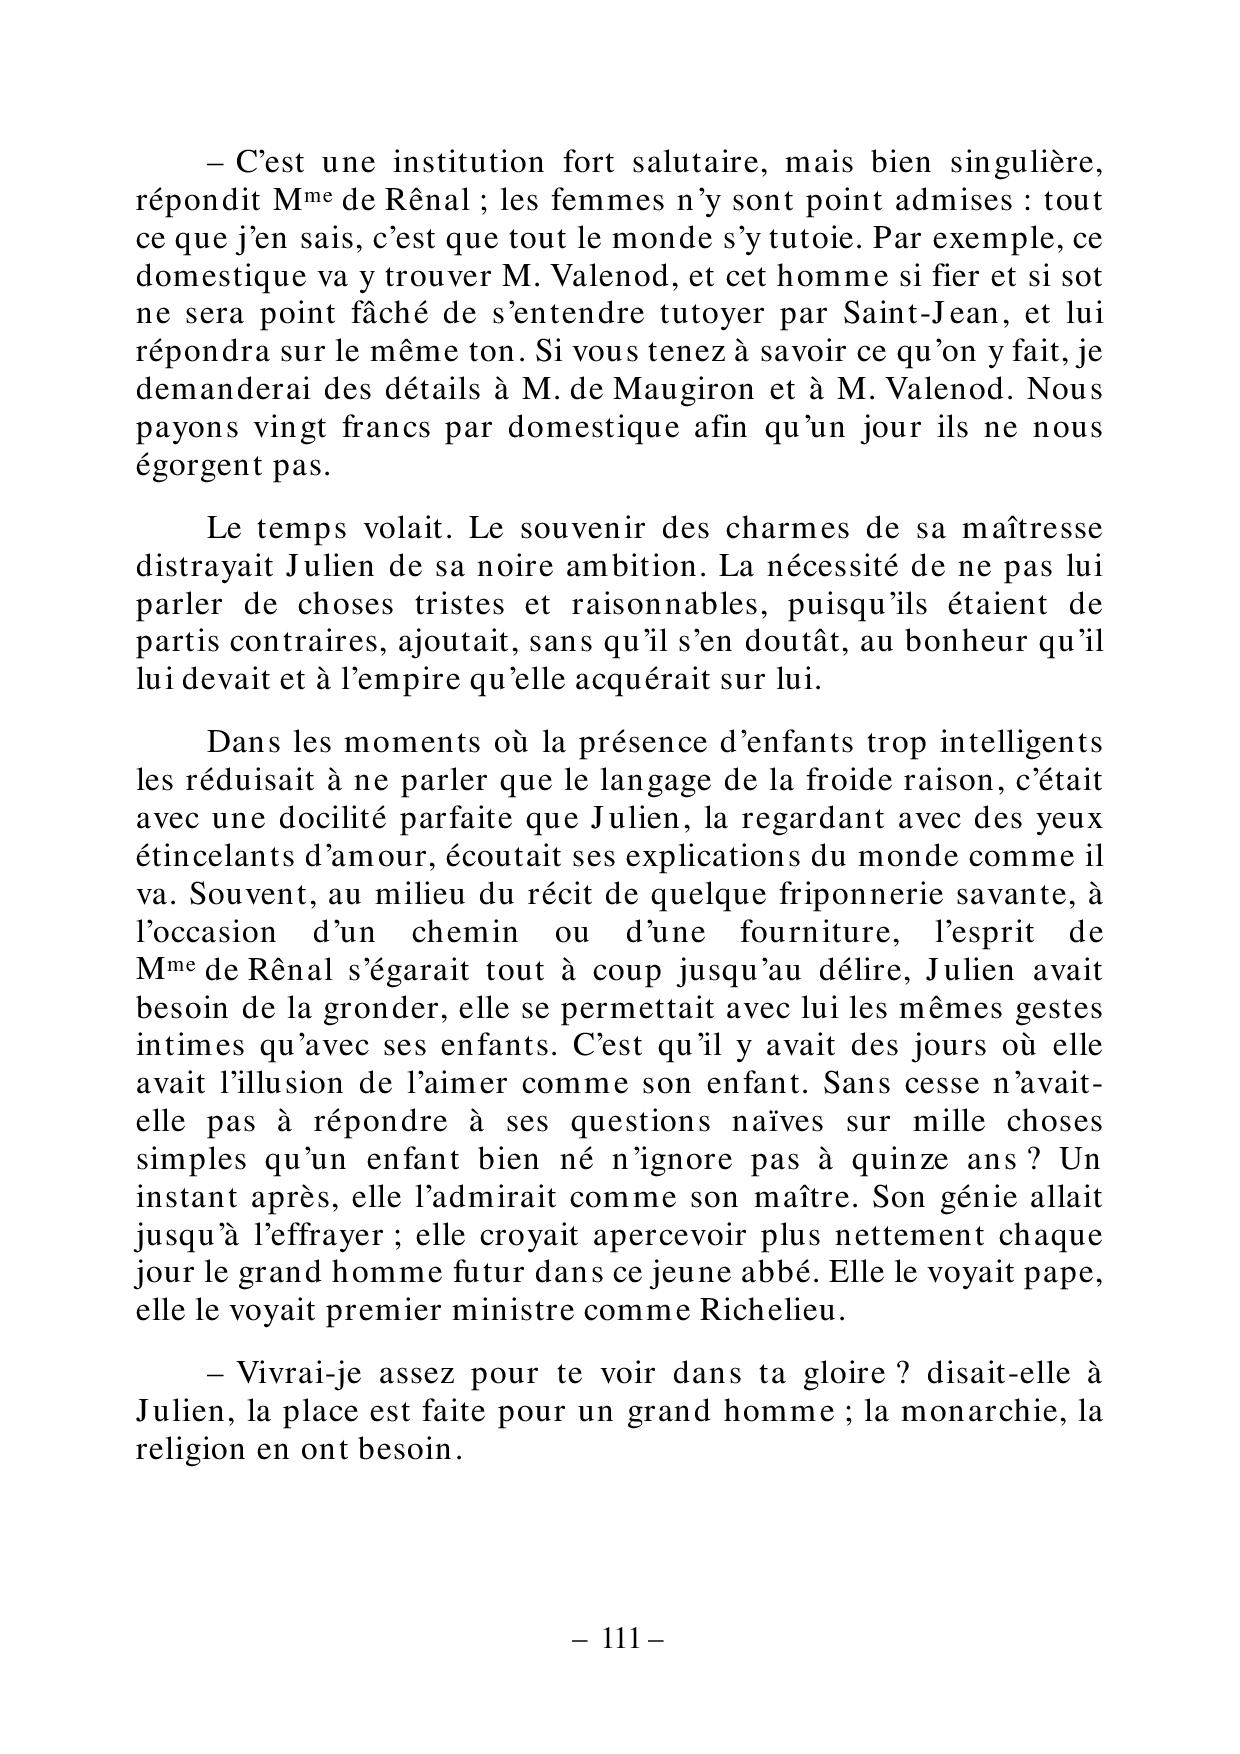 – C’est une institution fort salutaire, mais bien singulière,
répondit Mme de Rênal ; les femmes n’y sont point admises : tout
ce que j’en sais, c’est que tout le monde s’y tutoie. Par exemple, ce
domestique va y trouver M. Valenod, et cet homme si fier et si sot
ne sera point fâché de s’entendre tutoyer par Saint-Jean, et lui
répondra sur le même ton. Si vous tenez à savoir ce qu’on y fait, je
demanderai des détails à M. de Maugiron et à M. Valenod. Nous
payons vingt francs par domestique afin qu’un jour ils ne nous
égorgent pas.
Le temps volait. Le souvenir des charmes de sa maîtresse
distrayait Julien de sa noire ambition. La nécessité de ne pas lui
parler de choses tristes et raisonnables, puisqu’ils étaient de
partis contraires, ajoutait, sans qu’il s’en doutât, au bonheur qu’il
lui devait et à l’empire qu’elle acquérait sur lui.
Dans les moments où la présence d’enfants trop intelligents
les réduisait à ne parler que le langage de la froide raison, c’était
avec une docilité parfaite que Julien, la regardant avec des yeux
étincelants d’amour, écoutait ses explications du monde comme il
va. Souvent, au milieu du récit de quelque friponnerie savante, à
l’occasion d’un chemin ou d’une fourniture, l’esprit de
Mme de Rênal s’égarait tout à coup jusqu’au délire, Julien avait
besoin de la gronder, elle se permettait avec lui les mêmes gestes
intimes qu’avec ses enfants. C’est qu’il y avait des jours où elle
avait l’illusion de l’aimer comme son enfant. Sans cesse n’avait-
elle pas à répondre à ses questions naïves sur mille choses
simples qu’un enfant bien né n’ignore pas à quinze ans ? Un
instant après, elle l’admirait comme son maître. Son génie allait
jusqu’à l’effrayer ; elle croyait apercevoir plus nettement chaque
jour le grand homme futur dans ce jeune abbé. Elle le voyait pape,
elle le voyait premier ministre comme Richelieu.
– Vivrai-je assez pour te voir dans ta gloire ? disait-elle à
Julien, la place est faite pour un grand homme ; la monarchie, la
religion en ont besoin.
– 111 –